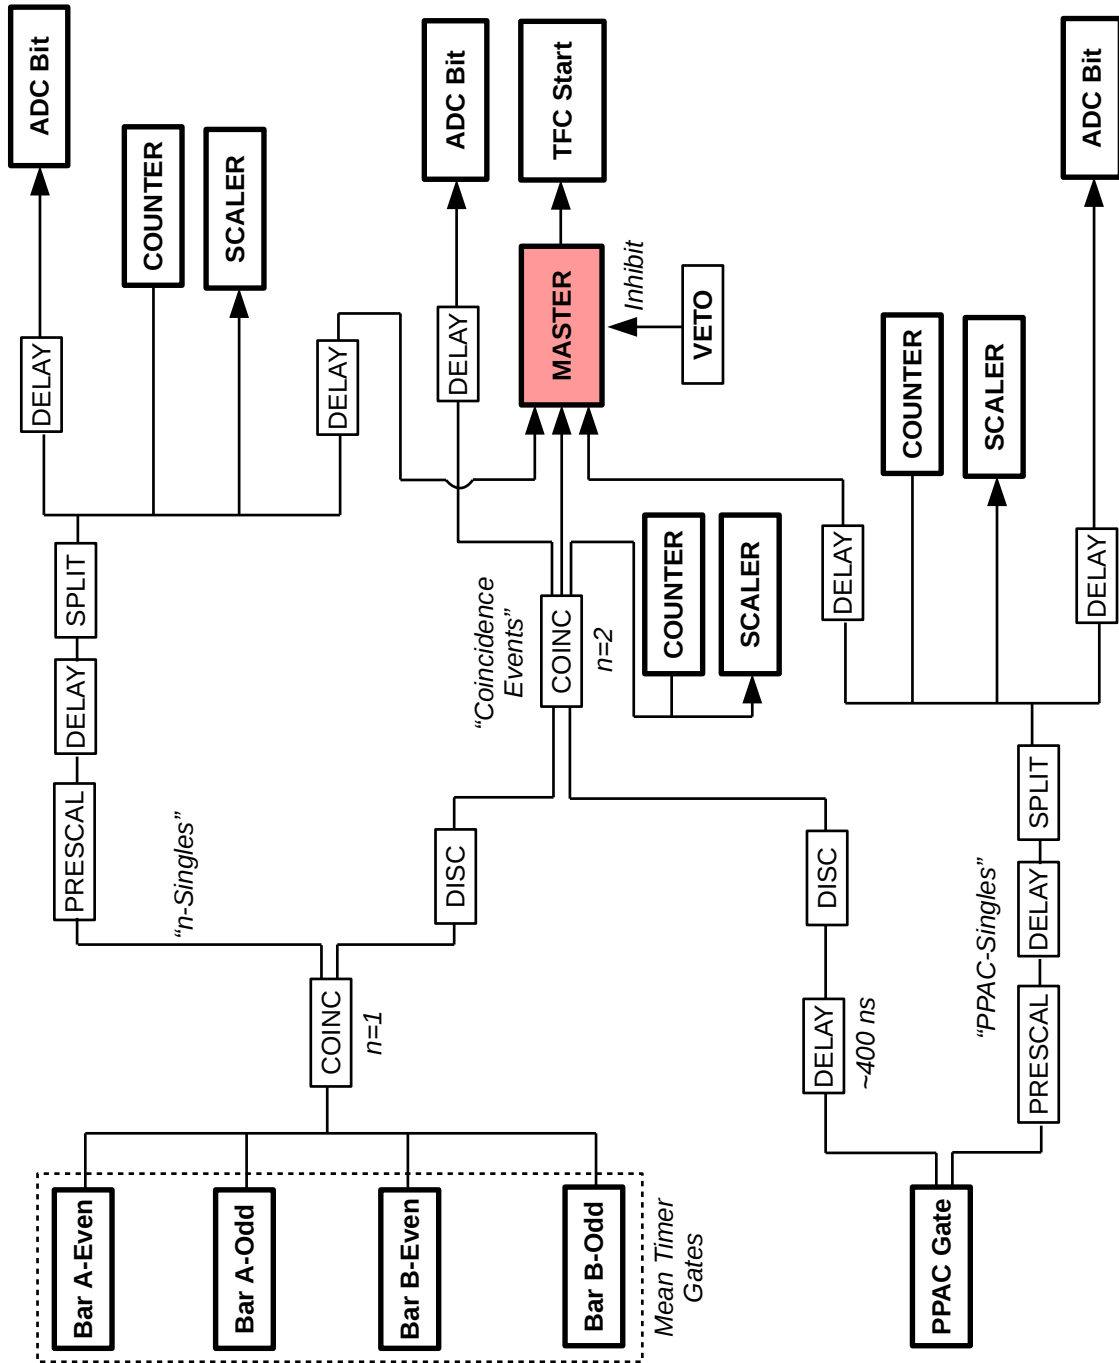 Bar A-Even
Bar A-Odd
Bar B-Even
Bar B-Odd
Mean Timer
Gates
PPAC Gate
COINC
n=1
DELAY
~400 ns
PRESCAL
"PPAC-Singles"
DELAY
SPLIT
DISC
DISC
PRESCAL
"n-Singles"
DELAY
SPLIT
"Coincidence
Events"
COINC
n=2
COUNTER
SCALER
DELAY
DELAY
COUNTER
SCALER
DELAY
DELAY
DELAY
COUNTER
SCALER
MASTER
Inhibit
VETO
ADC Bit
ADC Bit
TFC Start
ADC Bit